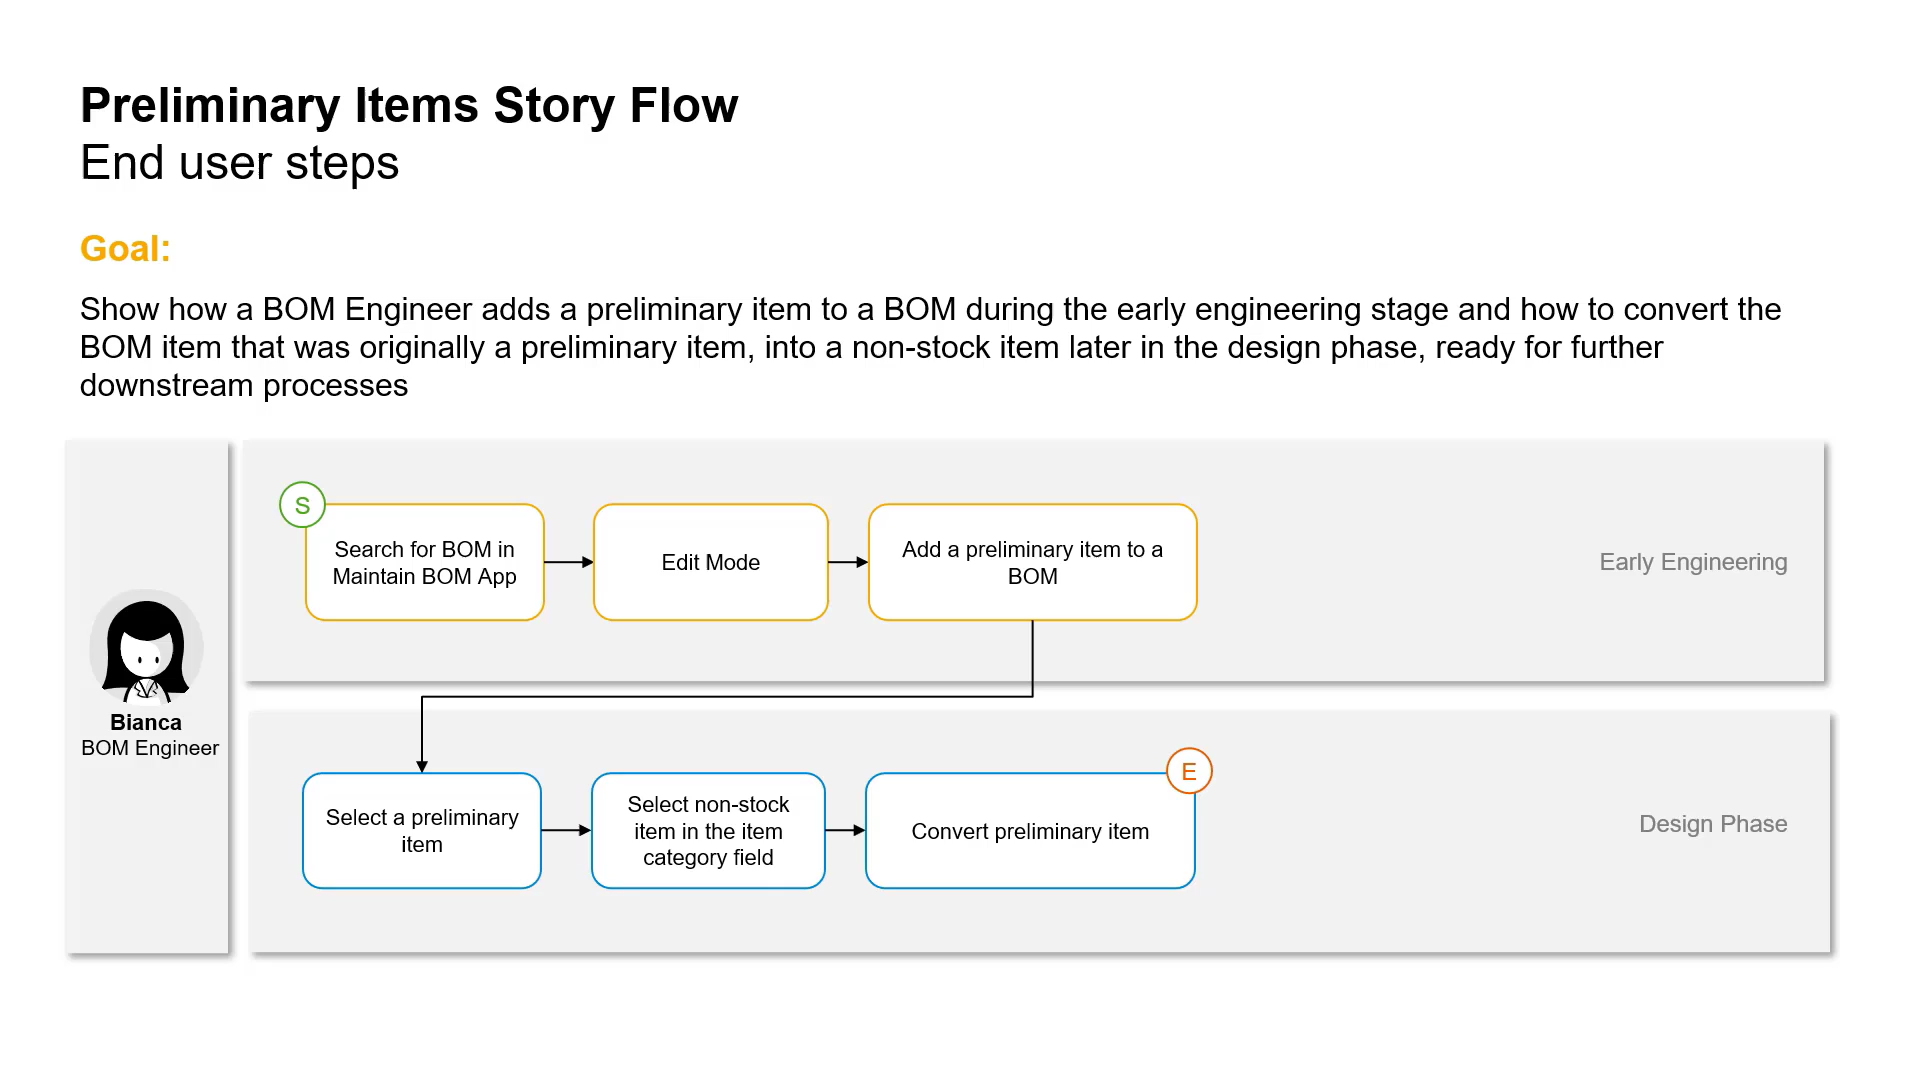 Preliminary Items Story Flow
End user steps
Goal:
Show how a BOM Engineer adds a preliminary item to a BOM during the early engineering stage and how to convert the
BOM item that was originally a preliminary item, into a non-stock item later in the design phase, ready for further
downstream processes
S
Search for BOM in
Maintain BOM App
Edit Mode
Add a preliminary item to a
BOM
Early Engineering
Bianca
BOM Engineer
Select a preliminary
item
Select non-stock
item in the item
category field
Convert preliminary item
E
Design Phase